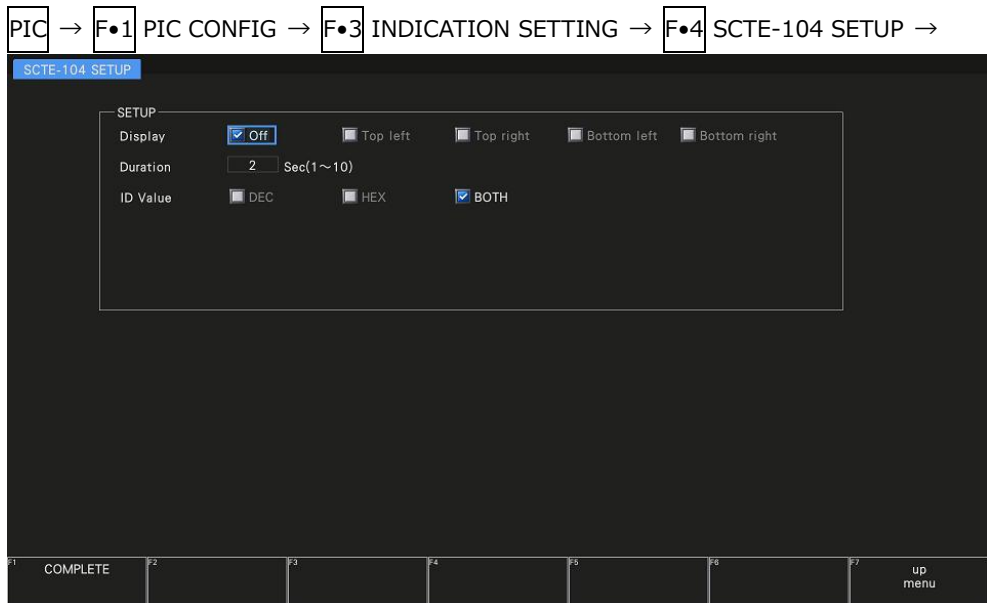 PIC → F•1 PIC CONFIG → F•3 INDICATION SETTING → F•4 SCTE-104 SETUP →
SCTE-104 SETUP
SETUP
Display Off Top left Top right Bottom left Bottom right
Duration 2 Sec(1～10)
ID Value DEC HEX BOTH
F1 COMPLETE F2 F3 F4 F5 F6 F7 up
menu